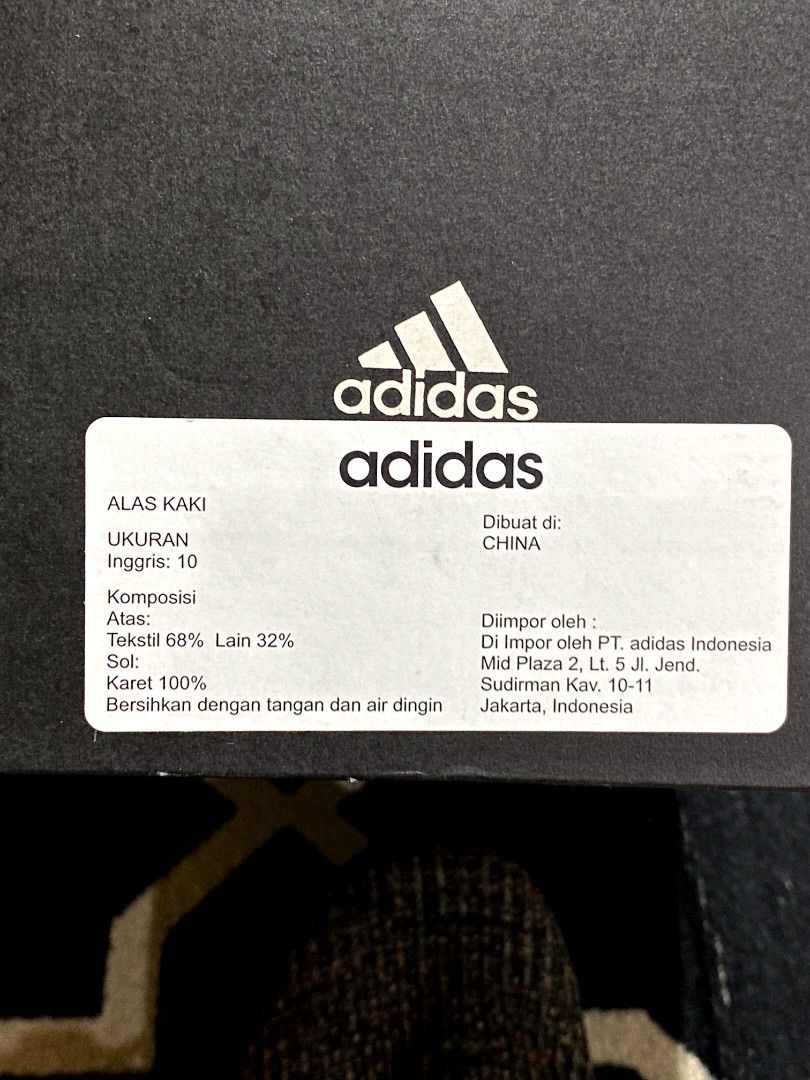 adidas
adidas
ALAS KAKI
UKURAN
Inggris: 10
Komposisi
Atas:
Tekstil 68% Lain 32%
Sol:
Karet 100%
Bersihkan dengan tangan dan air dingin
Dibuat di:
CHINA
Diimpor oleh :
Di Impor oleh PT. adidas Indonesia
Mid Plaza 2, Lt. 5 Jl. Jend.
Sudirman Kav. 10-11
Jakarta, Indonesia